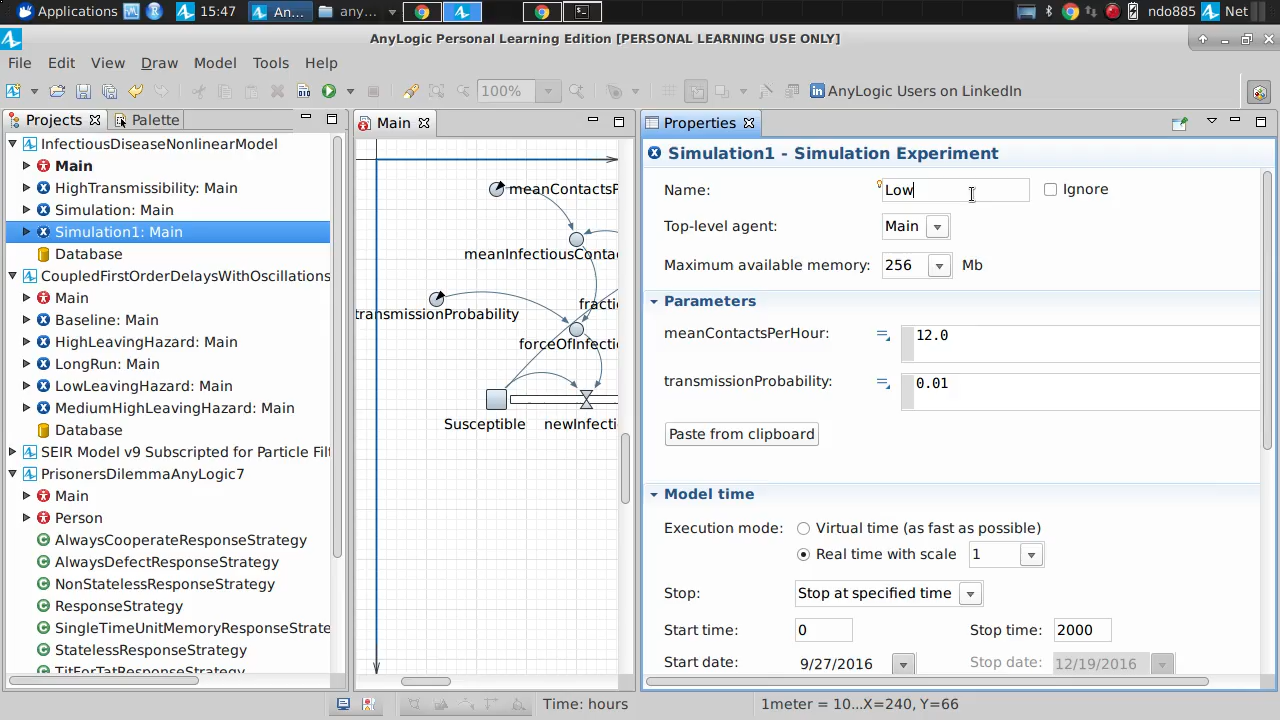 Applications 15:47 An... any... ndo885 Net
AnyLogic Personal Learning Edition [PERSONAL LEARNING USE ONLY]
File Edit View Draw Model Tools Help
100% AnyLogic Users on LinkedIn
Projects Palette
InfectiousDiseaseNonlinearModel
Main
HighTransmissibility: Main
Simulation: Main
Simulation1: Main
Database
CoupledFirstOrderDelaysWithOscillations
Main
Baseline: Main
HighLeavingHazard: Main
LongRun: Main
LowLeavingHazard: Main
MediumHighLeavingHazard: Main
Database
SEIR Model v9 Subscripted for Particle Filt
PrisonersDilemmaAnyLogic7
Main
Person
AlwaysCooperateResponseStrategy
AlwaysDefectResponseStrategy
NonStatelessResponseStrategy
ResponseStrategy
SingleTimeUnitMemoryResponseStrate
StatelessResponseStrategy
TitForTatResponseStrategy
Main
meanContactsP
meanInfectiousConta
fractio
transmissionProbability
forceOfInfectio
Susceptible newInfectio
Properties
Simulation1 - Simulation Experiment
Name: Low Ignore
Top-level agent: Main
Maximum available memory: 256 Mb
Parameters
meanContactsPerHour: 12.0
transmissionProbability: 0.01
Paste from clipboard
Model time
Execution mode: Virtual time (as fast as possible)
Real time with scale 1
Stop: Stop at specified time
Start time: 0 Stop time: 2000
Start date: 9/27/2016 Stop date: 12/19/2016
Time: hours 1meter = 10...X=240, Y=66